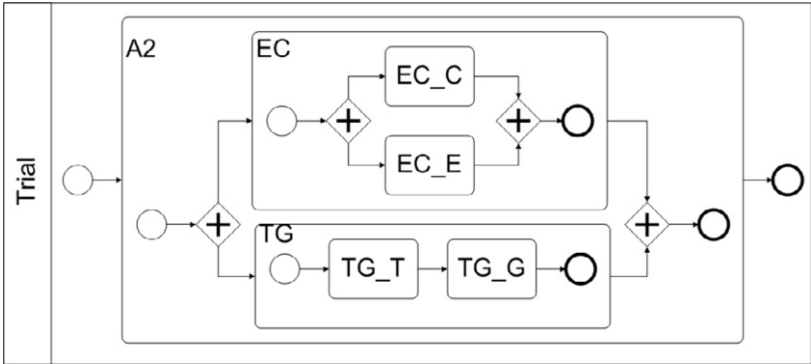 Trial
A2
EC
EC_C
EC_E
TG
TG_T
TG_G